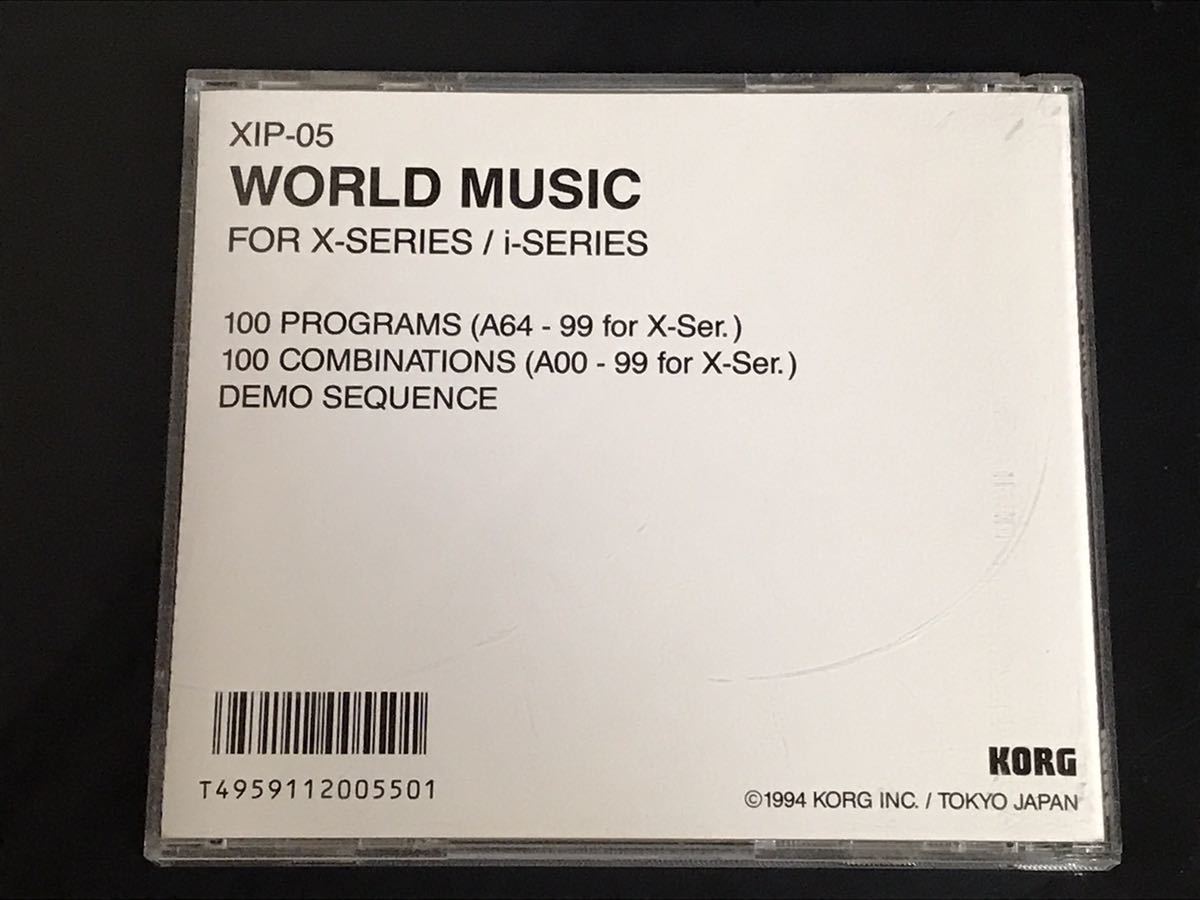 XIP-05
WORLD MUSIC
FOR X-SERIES / i-SERIES
100 PROGRAMS (A64 - 99 for X-Ser.)
100 COMBINATIONS (A00 - 99 for X-Ser.)
DEMO SEQUENCE
T4959112005501
KORG
©1994 KORG INC. / TOKYO JAPAN